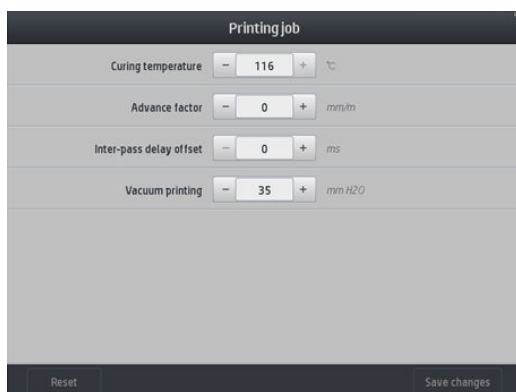 Printing job
Curing temperature - 116 + °C
Advance factor - 0 + mm/m
Inter-pass delay offset - 0 + ms
Vacuum printing - 35 + mm H2O
Reset Save changes